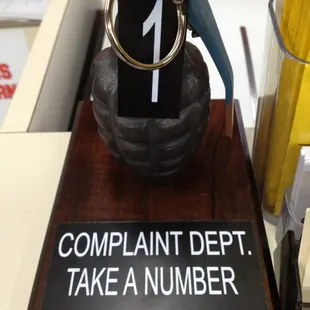 1
COMPLAINT DEPT.
TAKE A NUMBER